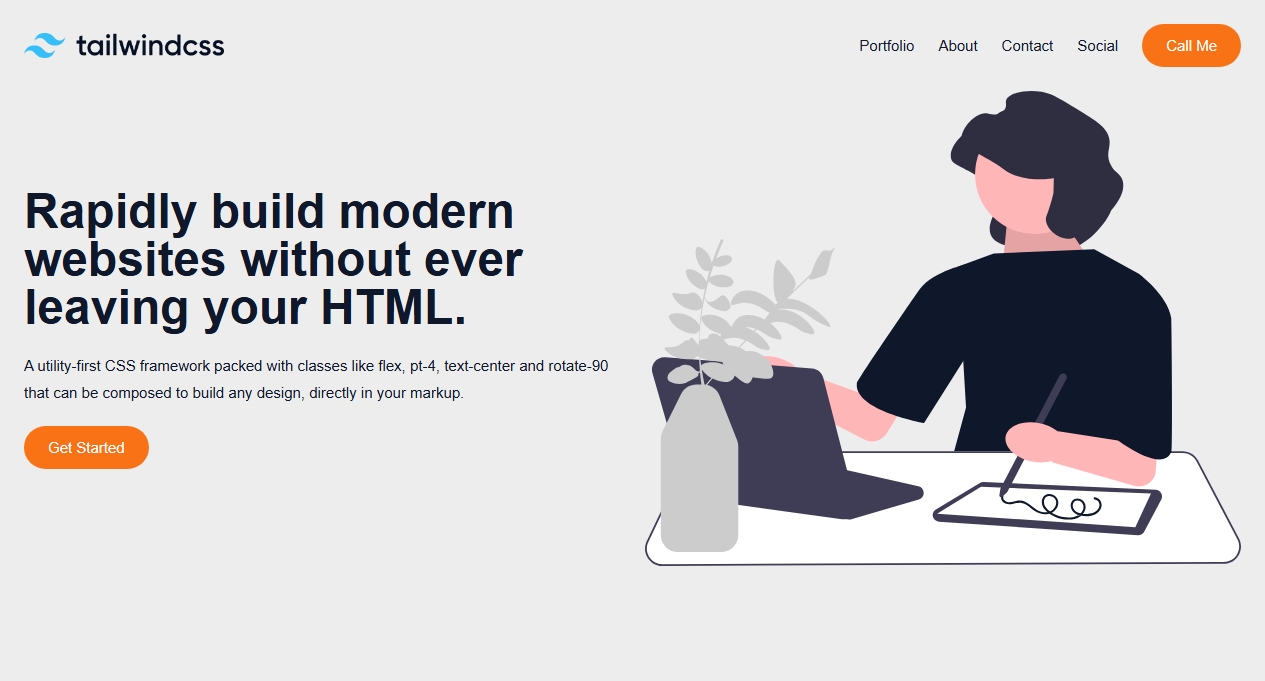 tailwindcss
Portfolio About Contact Social Call Me
Rapidly build modern
websites without ever
leaving your HTML.
A utility-first CSS framework packed with classes like flex, pt-4, text-center and rotate-90
that can be composed to build any design, directly in your markup.
Get Started